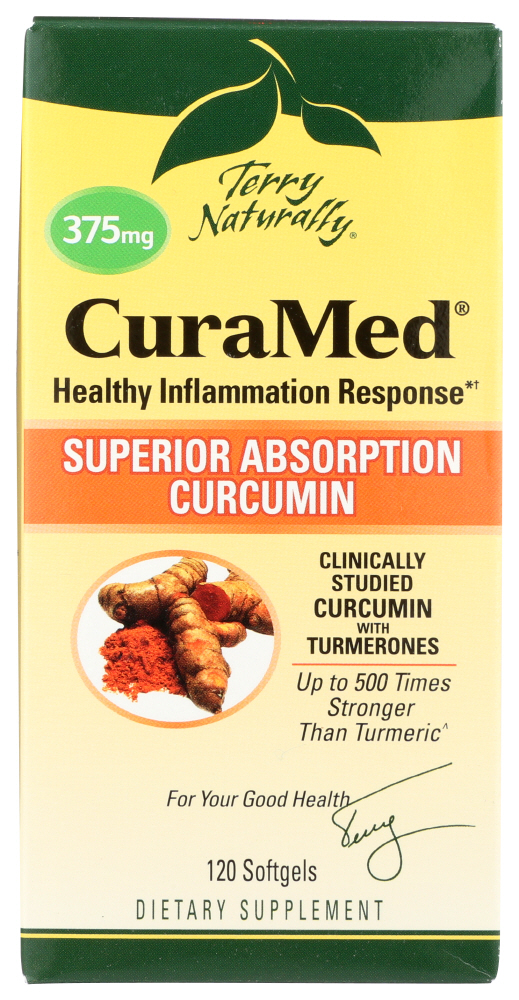 Terry
Naturally®
375mg
CuraMed®
Healthy Inflammation Response*†
SUPERIOR ABSORPTION
CURCUMIN
CLINICALLY
STUDIED
CURCUMIN
WITH
TURMERONES
Up to 500 Times
Stronger
Than Turmeric^
For Your Good Health,
Terry
120 Softgels
DIETARY SUPPLEMENT